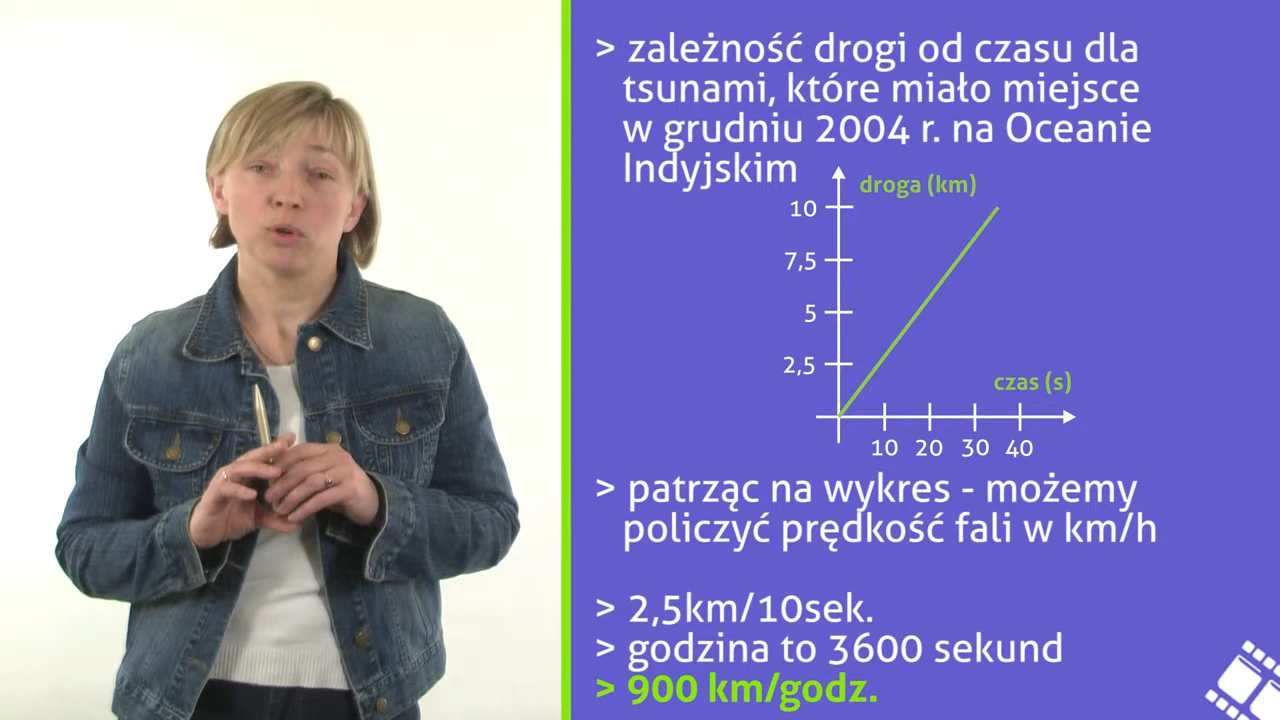 > zależność drogi od czasu dla
tsunami, które miało miejsce
w grudniu 2004 r. na Oceanie
Indyjskim
droga (km)
10
7,5
5
2,5
czas (s)
10 20 30 40
> patrząc na wykres - możemy
policzyć prędkość fali w km/h
> 2,5km/10sek.
> godzina to 3600 sekund
> 900 km/godz.